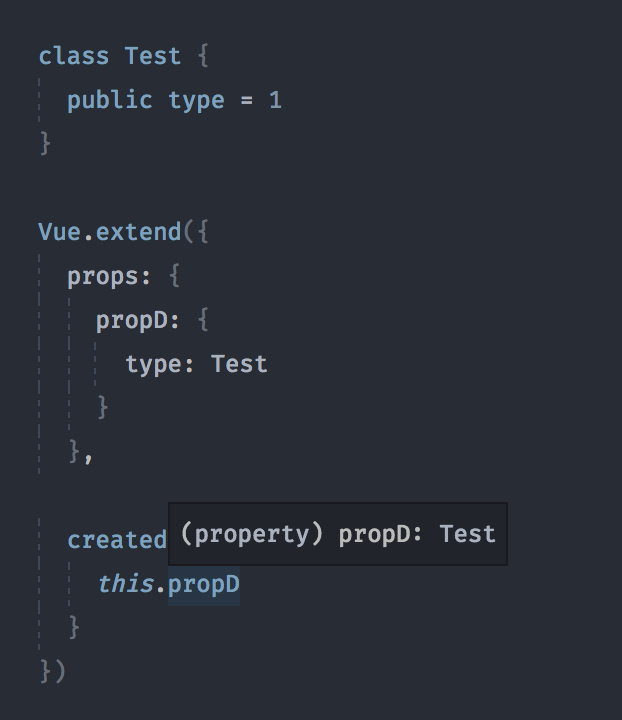 class Test {
public type = 1
}
Vue.extend({
props: {
propD: {
type: Test
}
},
created
(property) propD: Test
this.propD
}
})